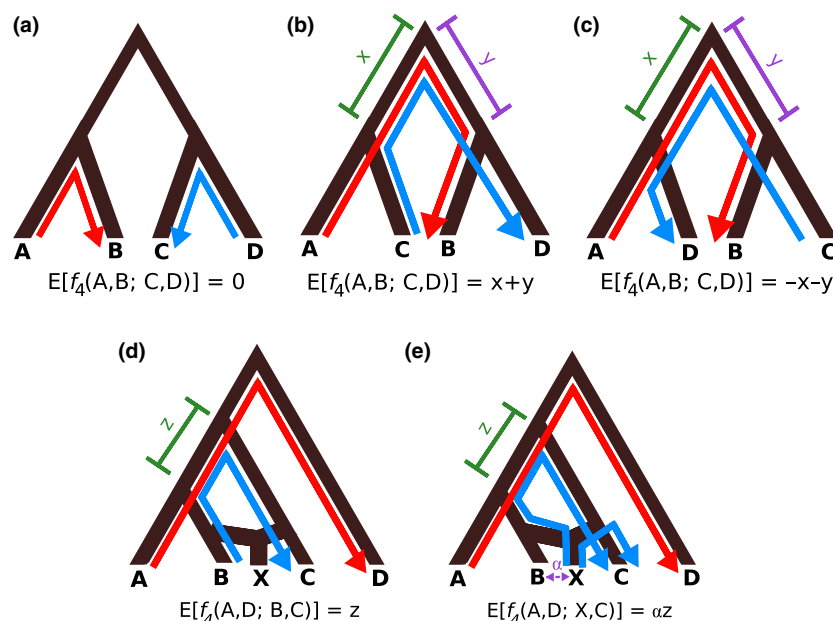 (a)
(b)
(c)
x
y
x
y
A
B
C
D
A
C
B
D
A
D
B
C
E[f4(A,B; C,D)] = 0
E[f4(A,B; C,D)] = x+y
E[f4(A,B; C,D)] = –x–y
(d)
(e)
z
z
α
A
B
X
C
D
A
B
X
C
D
E[f4(A,D; B,C)] = z
E[f4(A,D; X,C)] = αz